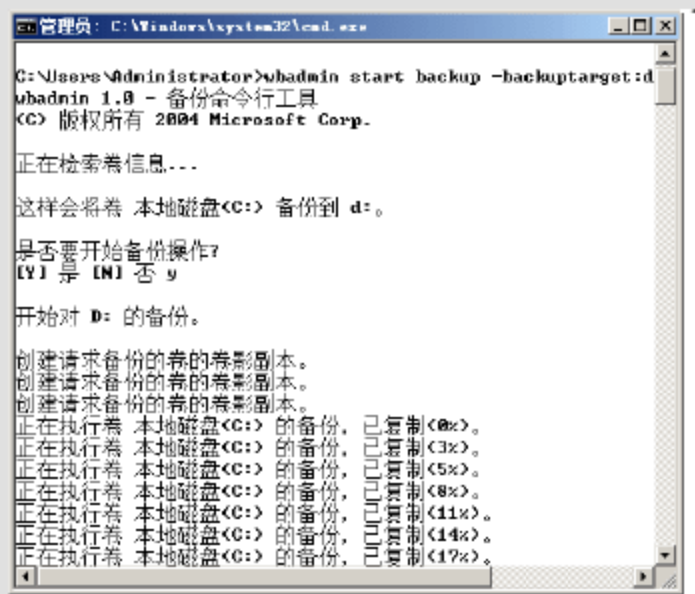 管理员: C:\Windows\system32\cmd.exe
C:\Users\Administrator>wbadmin start backup -backuptarget:d
wbadmin 1.0 - 备份命令行工具
(C) 版权所有 2004 Microsoft Corp.
正在检索卷信息...
这样会将卷 本地磁盘(C:) 备份到 d:。
是否要开始备份操作?
[Y] 是 [N] 否 y
开始对 D: 的备份。
创建请求备份的卷的卷影副本。
创建请求备份的卷的卷影副本。
创建请求备份的卷的卷影副本。
正在执行卷 本地磁盘(C:) 的备份，已复制(0%)。
正在执行卷 本地磁盘(C:) 的备份，已复制(3%)。
正在执行卷 本地磁盘(C:) 的备份，已复制(5%)。
正在执行卷 本地磁盘(C:) 的备份，已复制(8%)。
正在执行卷 本地磁盘(C:) 的备份，已复制(11%)。
正在执行卷 本地磁盘(C:) 的备份，已复制(14%)。
正在执行卷 本地磁盘(C:) 的备份，已复制(17%)。